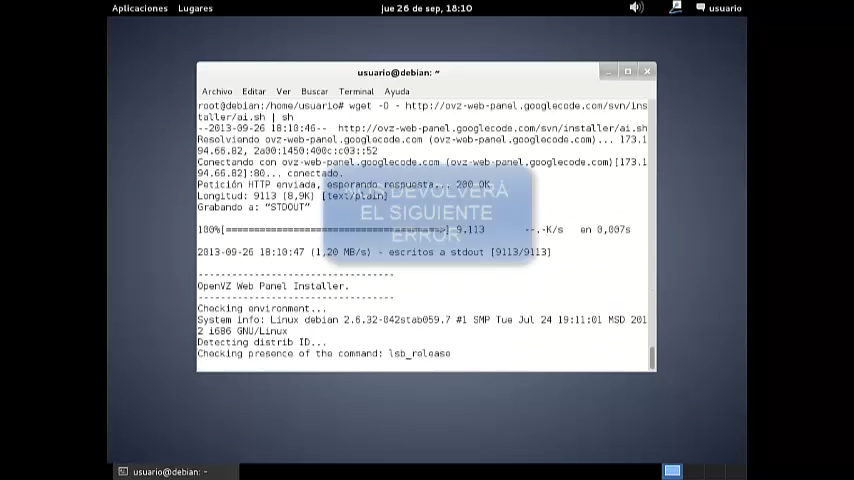 Aplicaciones Lugares jue 26 de sep, 18:10 usuario
usuario@debian: ~
Archivo Editar Ver Buscar Terminal Ayuda
root@debian:/home/usuario# wget -O - http://ovz-web-panel.googlecode.com/svn/ins
taller/ai.sh | sh
--2013-09-26 18:10:46-- http://ovz-web-panel.googlecode.com/svn/installer/ai.sh
Resolviendo ovz-web-panel.googlecode.com (ovz-web-panel.googlecode.com)... 173.1
94.66.82, 2a00:1450:400c:c03::52
Conectando con ovz-web-panel.googlecode.com (ovz-web-panel.googlecode.com)[173.1
94.66.82]:80... conectado.
Petición HTTP enviada, esperando respuesta... 200 OK
Longitud: 9113 (8,9K) [text/plain]
Grabando a: “STDOUT”
NOS DEVOLVERÁ
EL SIGUIENTE
ERROR
100%[======================================>] 9.113 --.-K/s en 0,007s
2013-09-26 18:10:47 (1,20 MB/s) - escritos a stdout [9113/9113]
----------------------------------
OpenVZ Web Panel Installer.
----------------------------------
Checking environment...
System info: Linux debian 2.6.32-042stab059.7 #1 SMP Tue Jul 24 19:11:01 MSD 201
2 i686 GNU/Linux
Detecting distrib ID...
Checking presence of the command: lsb_release
usuario@debian: ~